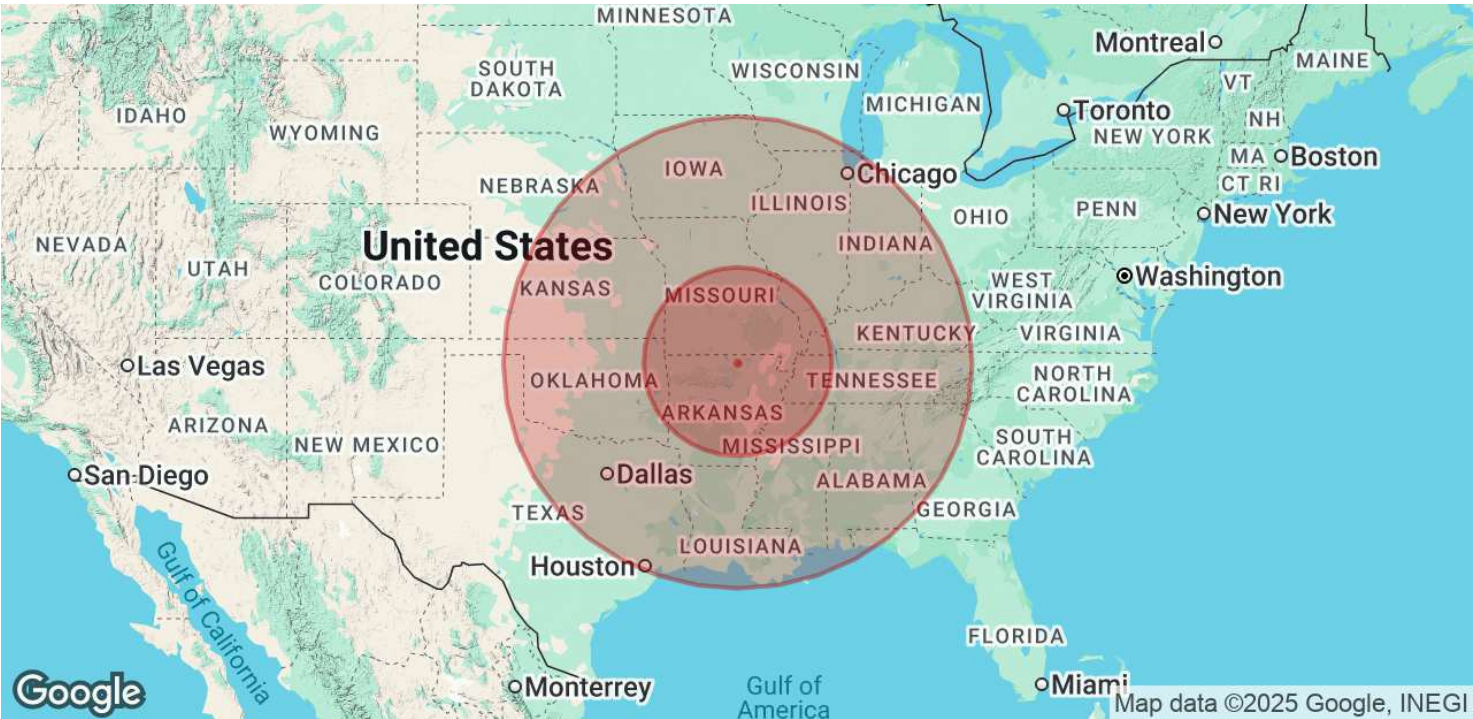 MINNESOTA
Montreal
MAINE
SOUTH
DAKOTA
WISCONSIN
VT
MICHIGAN
IDAHO
Toronto
WYOMING
NH
NEW YORK
MA
Boston
IOWA
Chicago
NEBRASKA
CT RI
ILLINOIS
PENN
New York
OHIO
NEVADA
United States
INDIANA
UTAH
WEST
VIRGINIA
Washington
COLORADO
KANSAS
MISSOURI
KENTUCKY
VIRGINIA
Las Vegas
OKLAHOMA
TENNESSEE
NORTH
CAROLINA
ARKANSAS
ARIZONA
NEW MEXICO
MISSISSIPPI
SOUTH
CAROLINA
San Diego
Dallas
ALABAMA
TEXAS
GEORGIA
LOUISIANA
Houston
Gulf of California
FLORIDA
Google
Monterrey
Gulf of
America
Miami
Map data ©2025 Google, INEGI